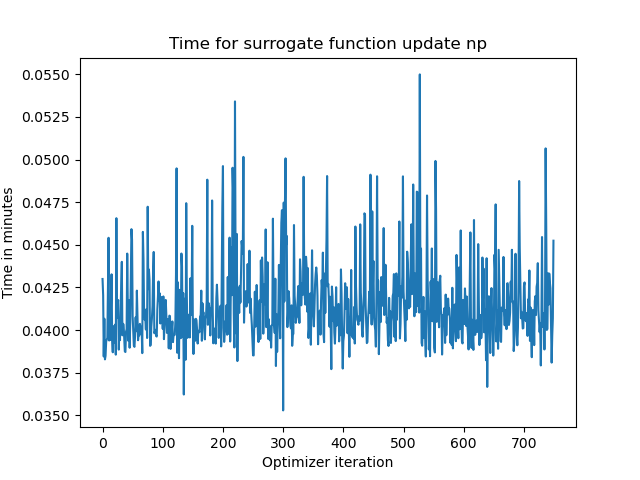 Time for surrogate function update np
Time in minutes
0.0550
0.0525
0.0500
0.0475
0.0450
0.0425
0.0400
0.0375
0.0350
0 100 200 300 400 500 600 700
Optimizer iteration